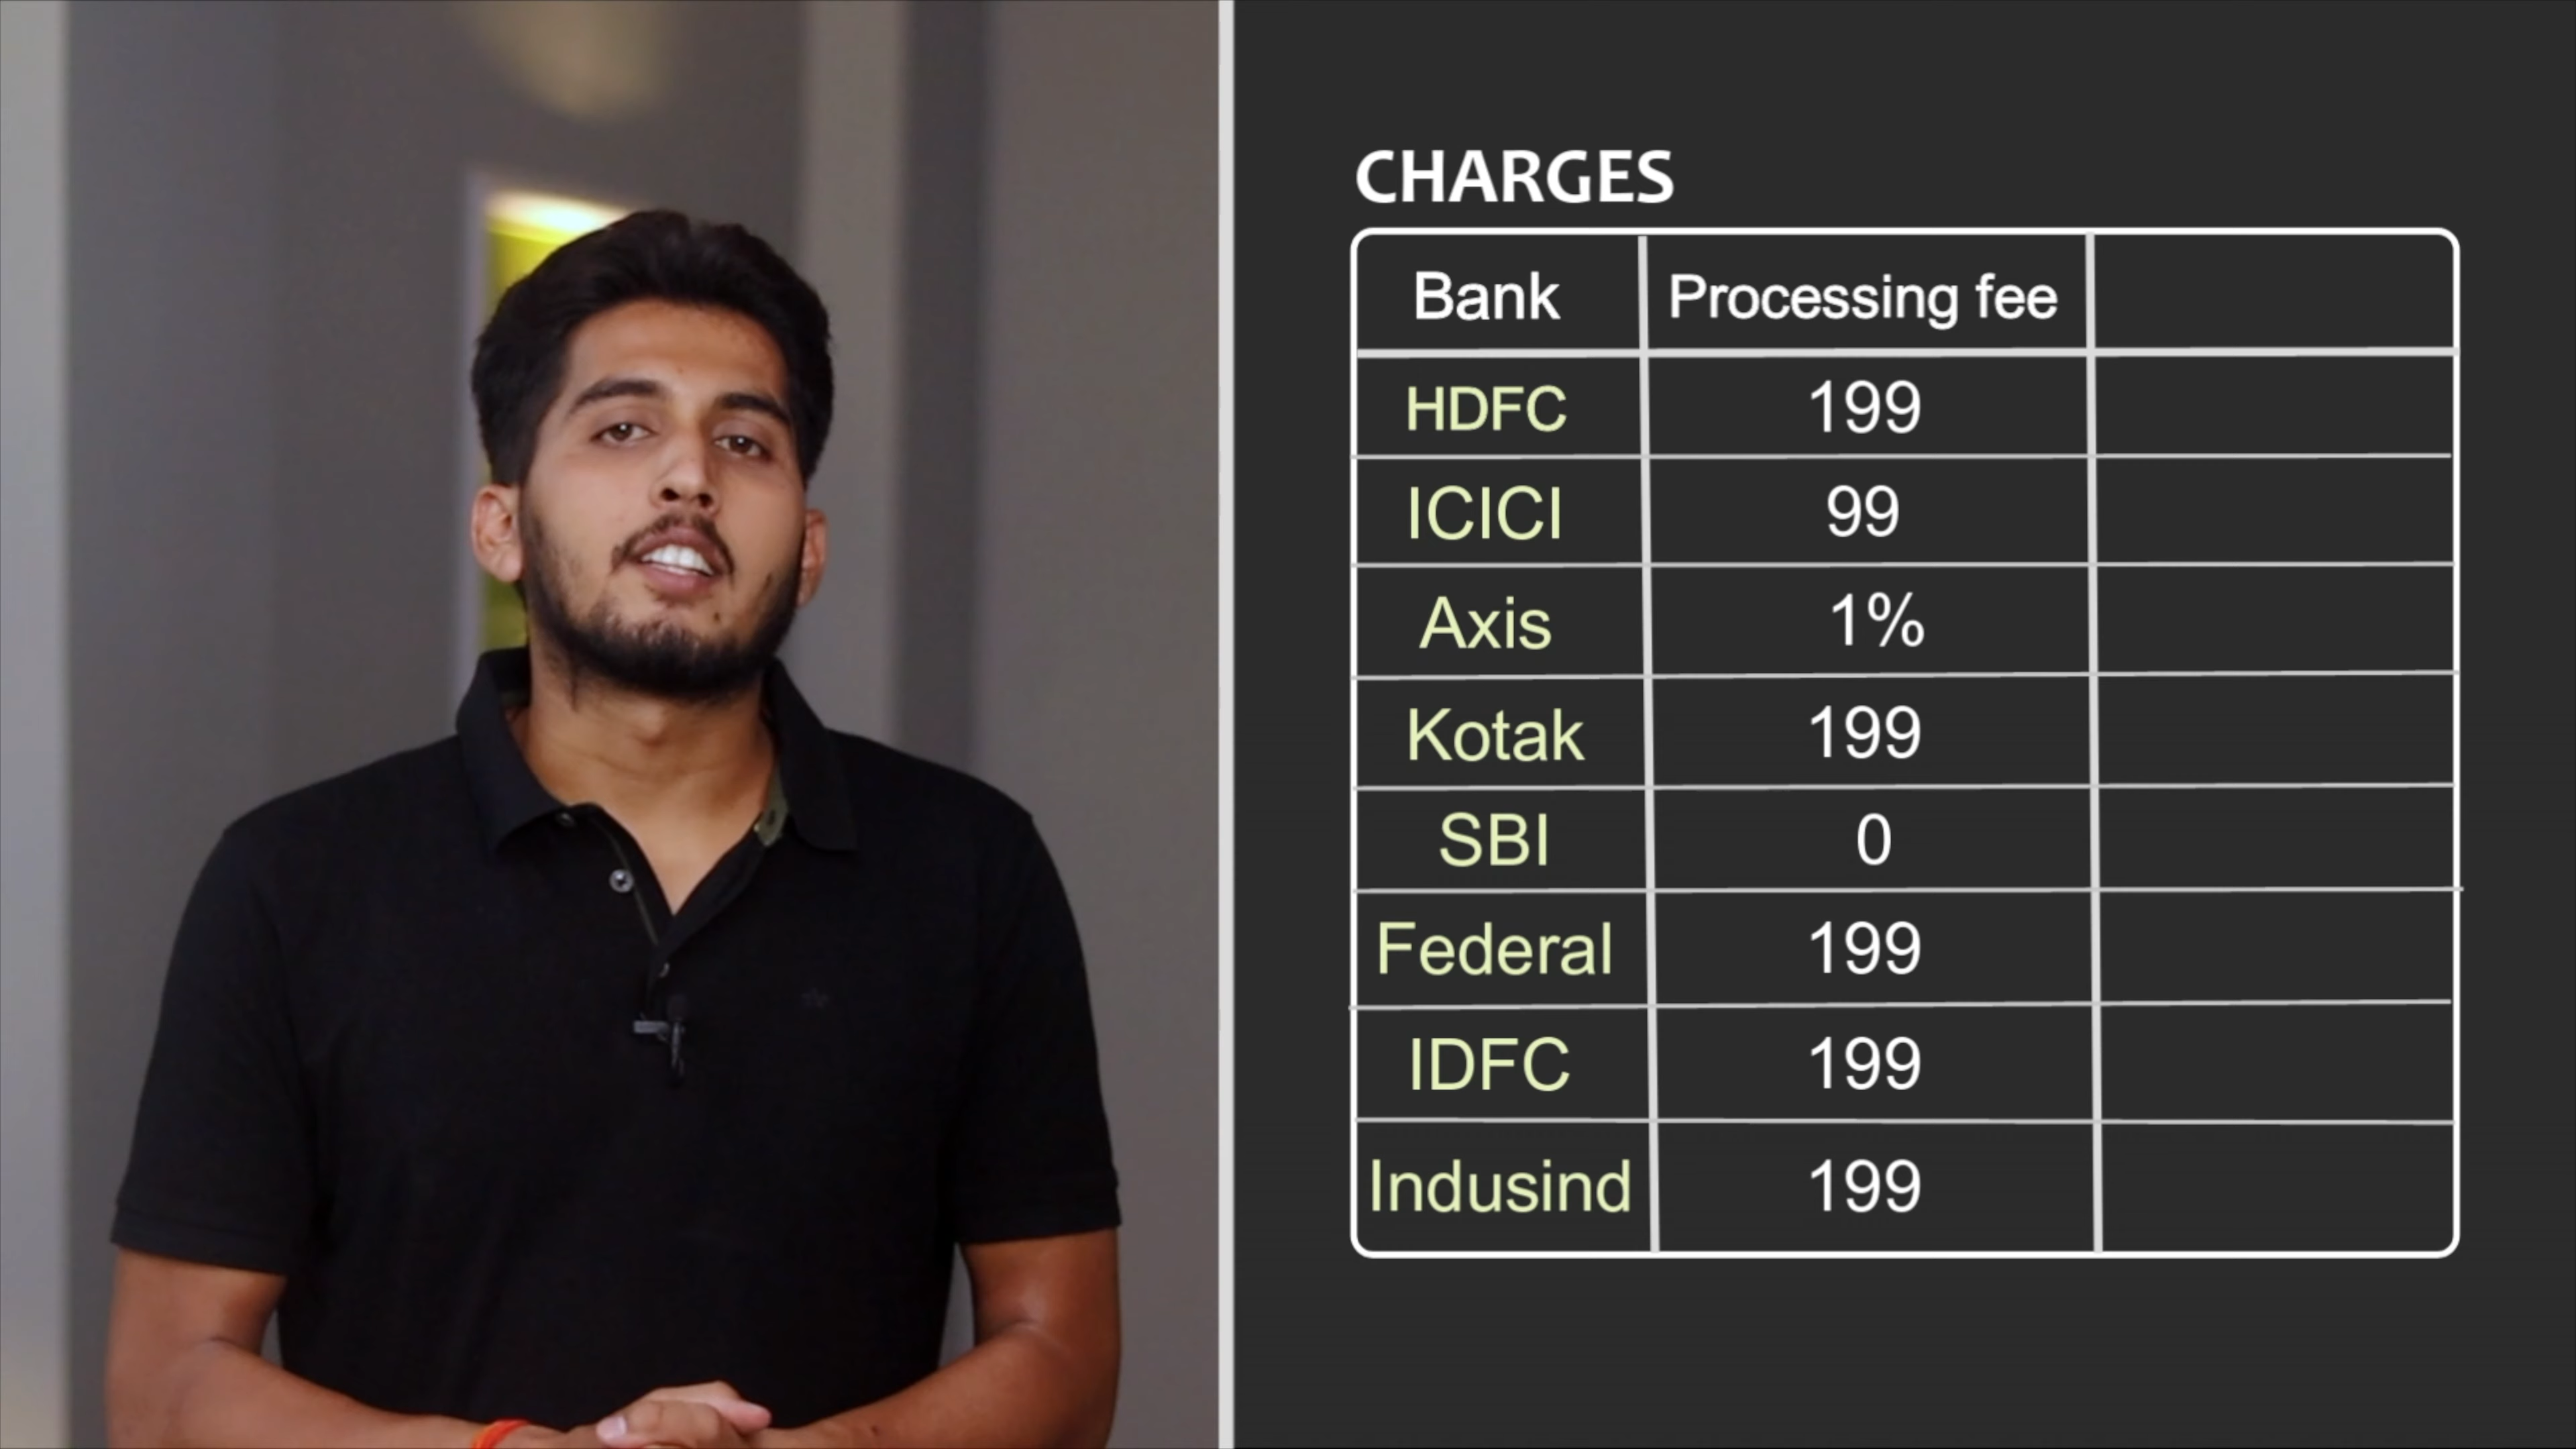 CHARGES
Bank Processing fee
HDFC 199
ICICI 99
Axis 1%
Kotak 199
SBI 0
Federal 199
IDFC 199
Indusind 199